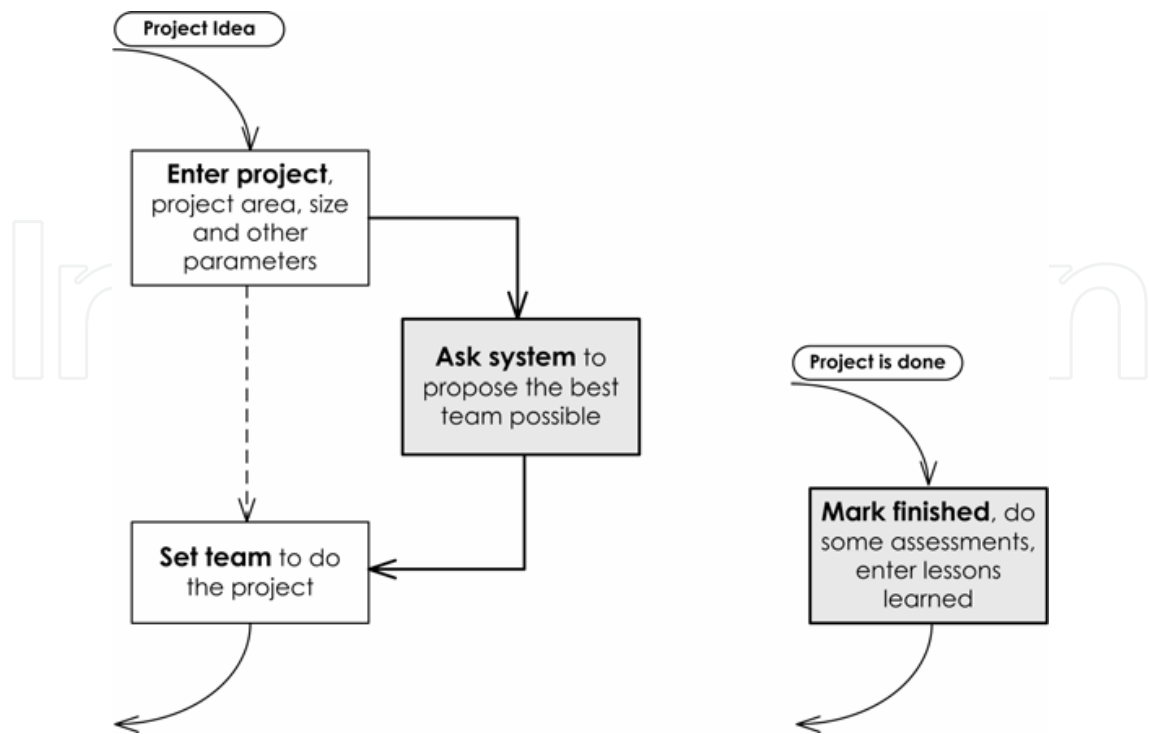 Project Idea
Enter project,
project area, size
and other
parameters
Ask system to
propose the best
team possible
Set team to do
the project
Project is done
Mark finished, do
some assessments,
enter lessons
learned